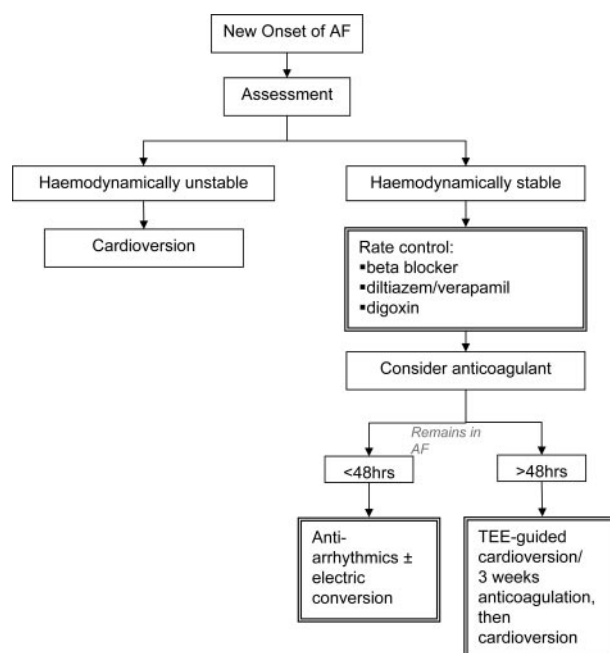 New Onset of AF
Assessment
Haemodynamically unstable
Haemodynamically stable
Cardioversion
Rate control:
▪beta blocker
▪diltiazem/verapamil
▪digoxin
Consider anticoagulant
Remains in
AF
<48hrs
>48hrs
Anti-
arrhythmics ±
electric
conversion
TEE-guided
cardioversion/
3 weeks
anticoagulation,
then
cardioversion